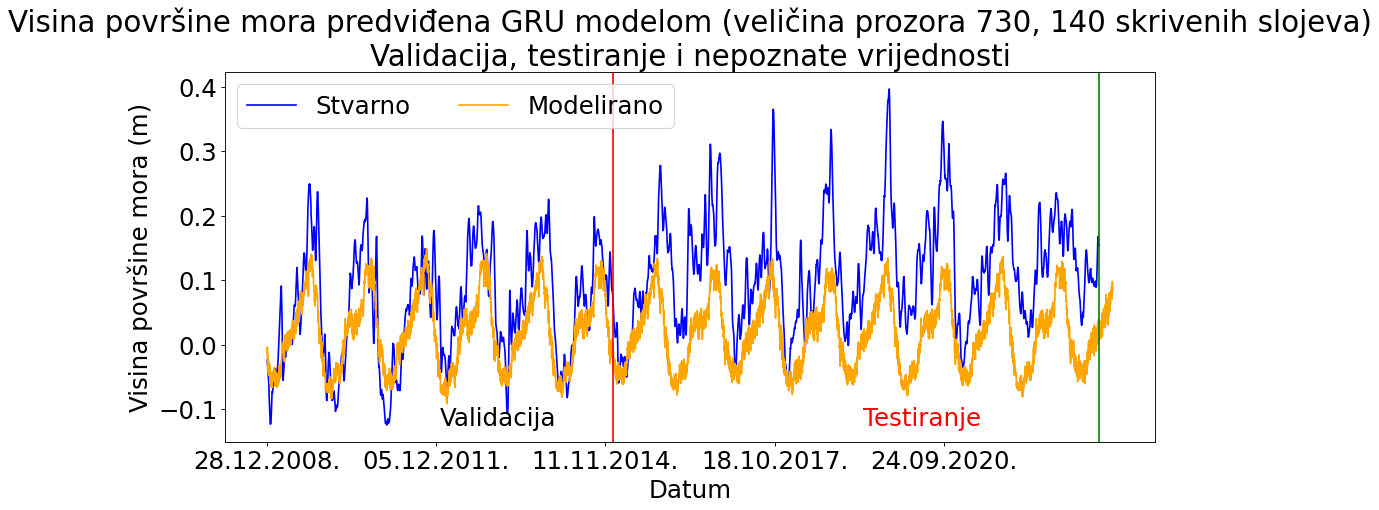 Visina površine mora predviđena GRU modelom (veličina prozora 730, 140 skrivenih slojeva)
Validacija, testiranje i nepoznate vrijednosti
Stvarno
Modelirano
Visina površine mora (m)
0.4
0.3
0.2
0.1
0.0
−0.1
Validacija
Testiranje
28.12.2008.
05.12.2011.
11.11.2014.
18.10.2017.
24.09.2020.
Datum